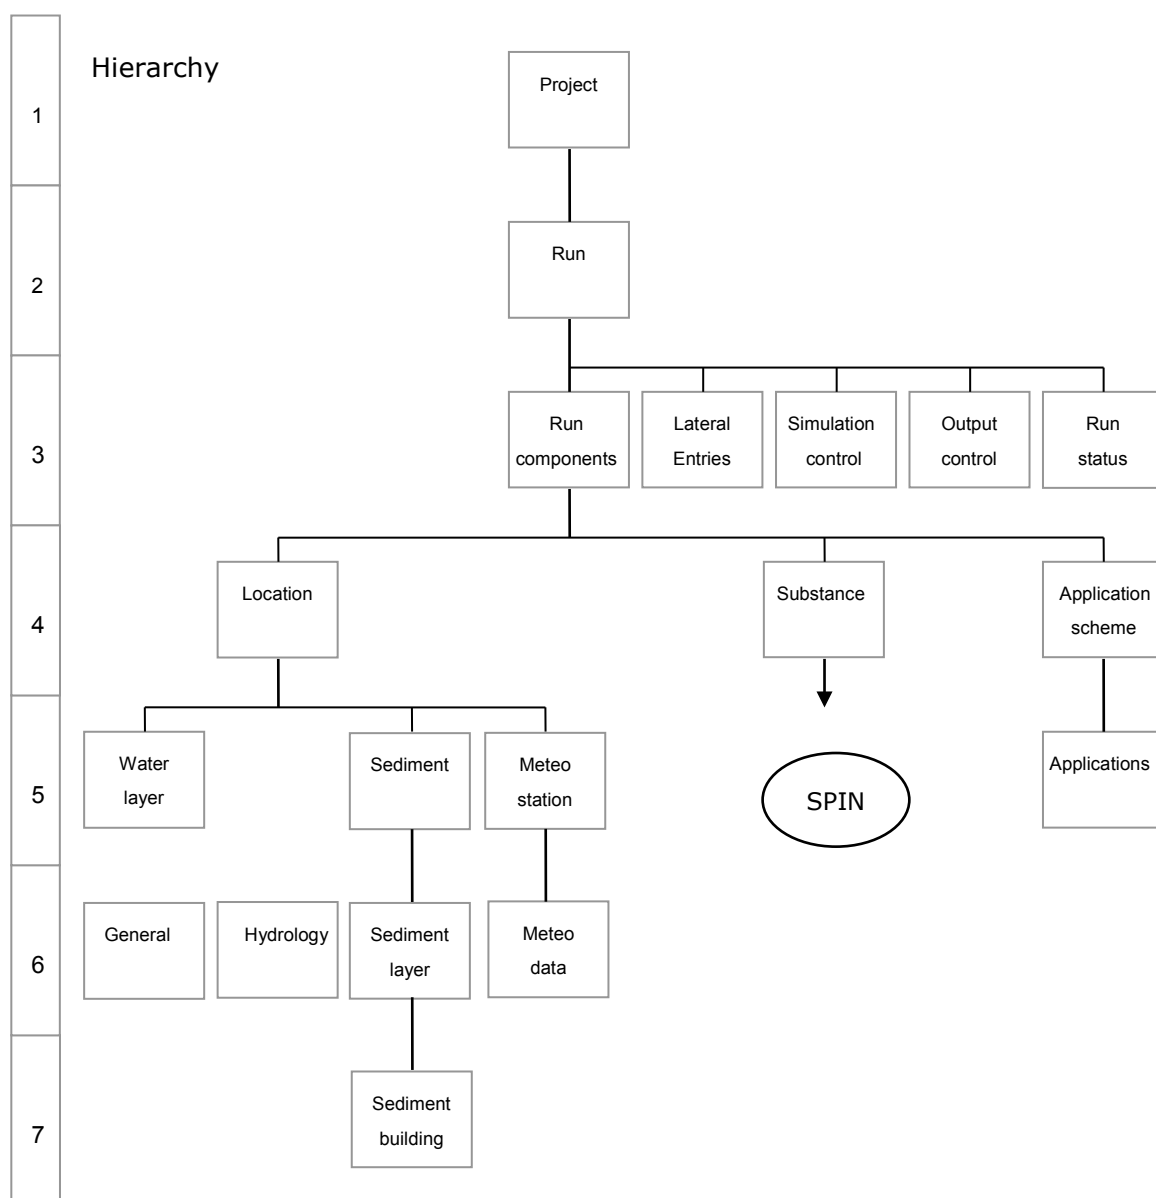 Hierarchy
1
Project
2
Run
3
Run
components
Lateral
Entries
Simulation
control
Output
control
Run
status
4
Location
Substance
Application
scheme
5
Water
layer
Sediment
Meteo
station
SPIN
Applications
6
General
Hydrology
Sediment
layer
Meteo
data
7
Sediment
building